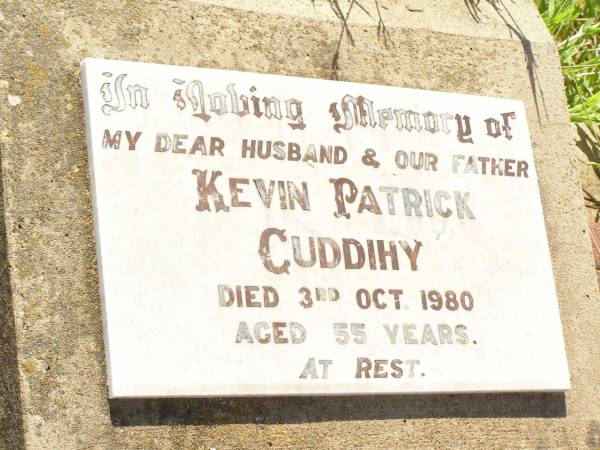 In Loving Memory of
MY DEAR HUSBAND & OUR FATHER
KEVIN PATRICK
CUDDIHY
DIED 3RD OCT. 1980
AGED 55 YEARS.
AT REST.